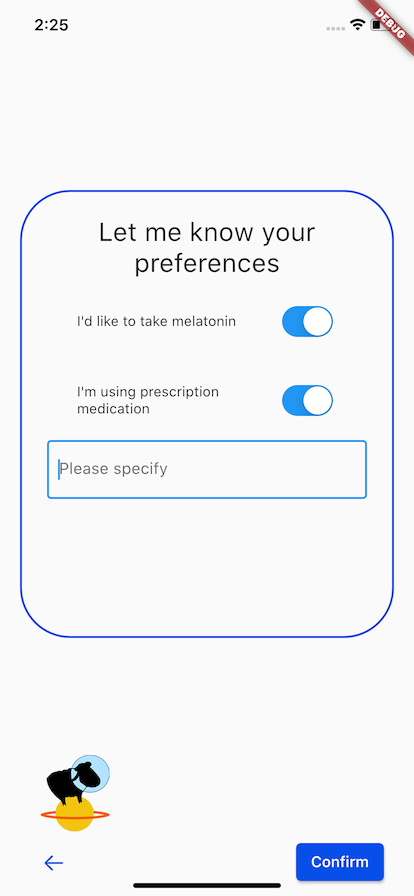 2:25
DEBUG
Let me know your
preferences
I'd like to take melatonin
I'm using prescription
medication
Please specify
Confirm